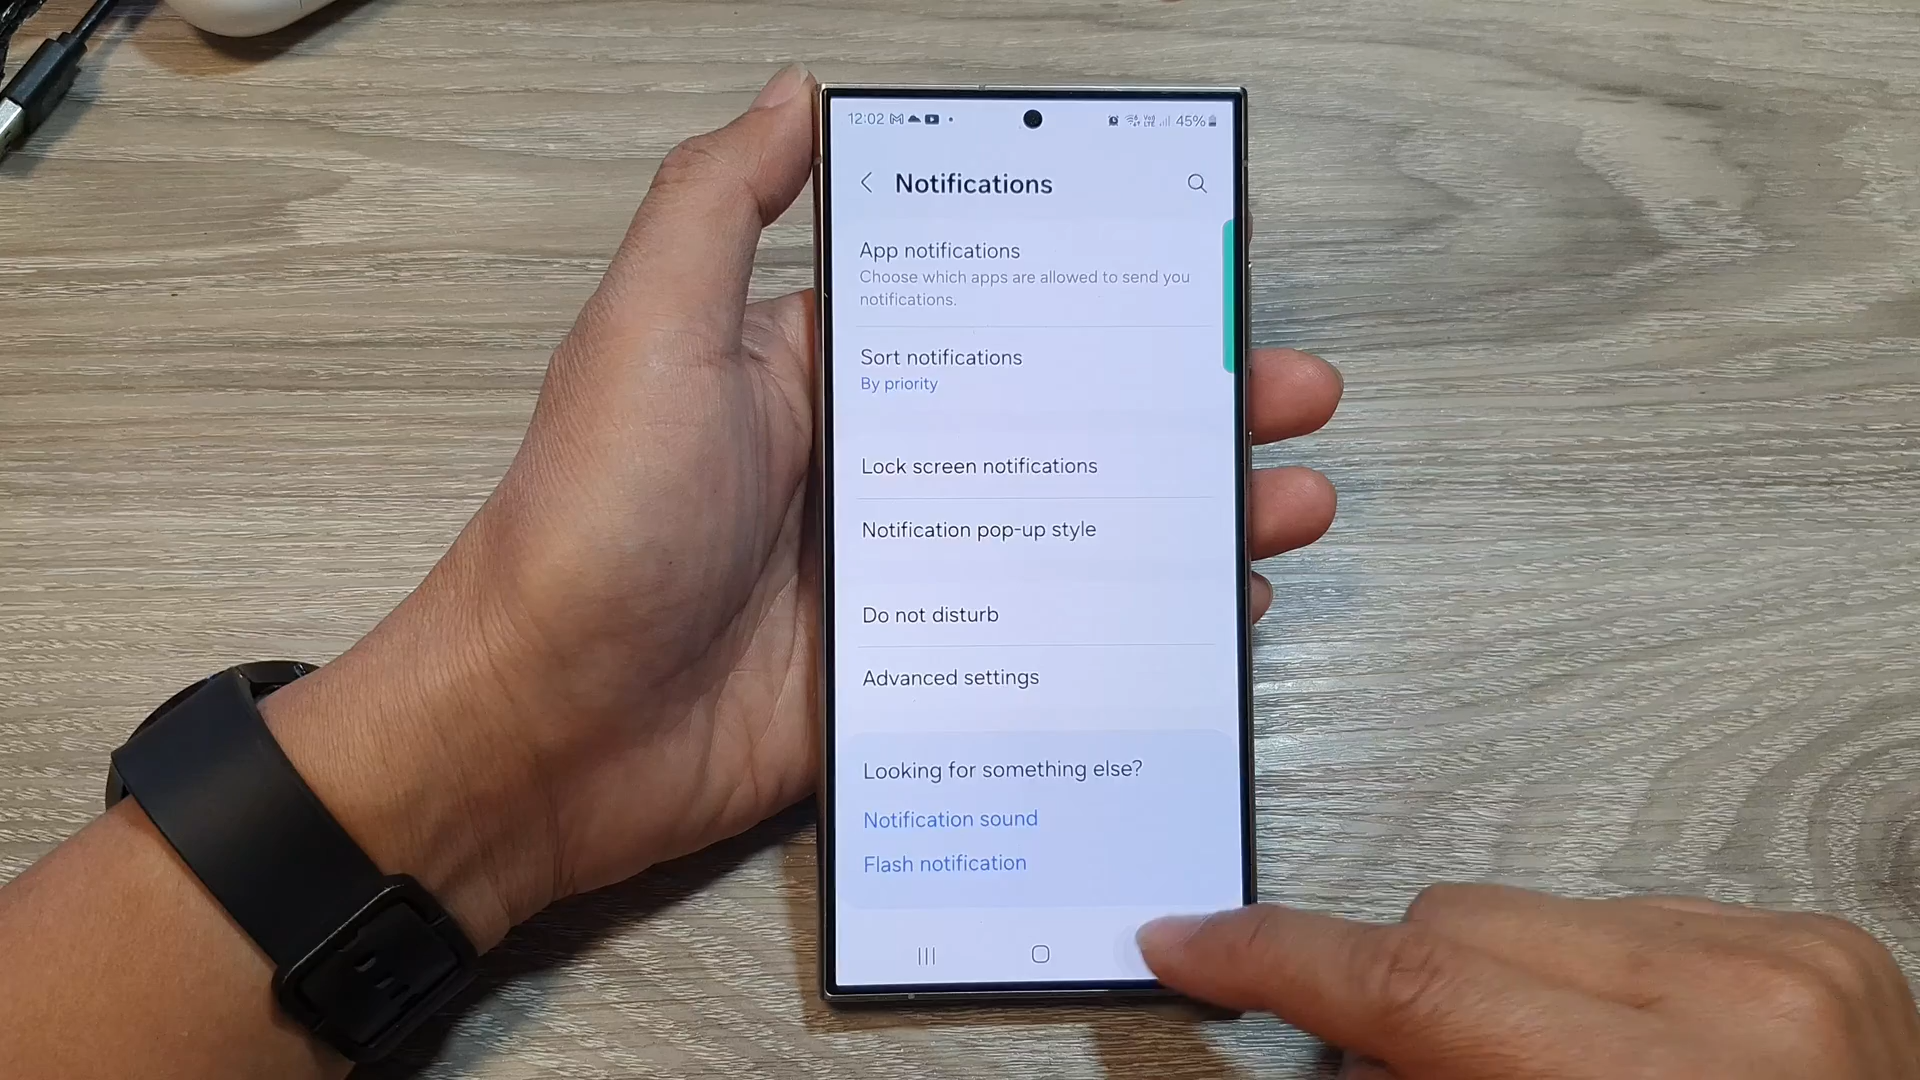 12:02 45%
Notifications
App notifications
Choose which apps are allowed to send you
notifications.
Sort notifications
By priority
Lock screen notifications
Notification pop-up style
Do not disturb
Advanced settings
Looking for something else?
Notification sound
Flash notification